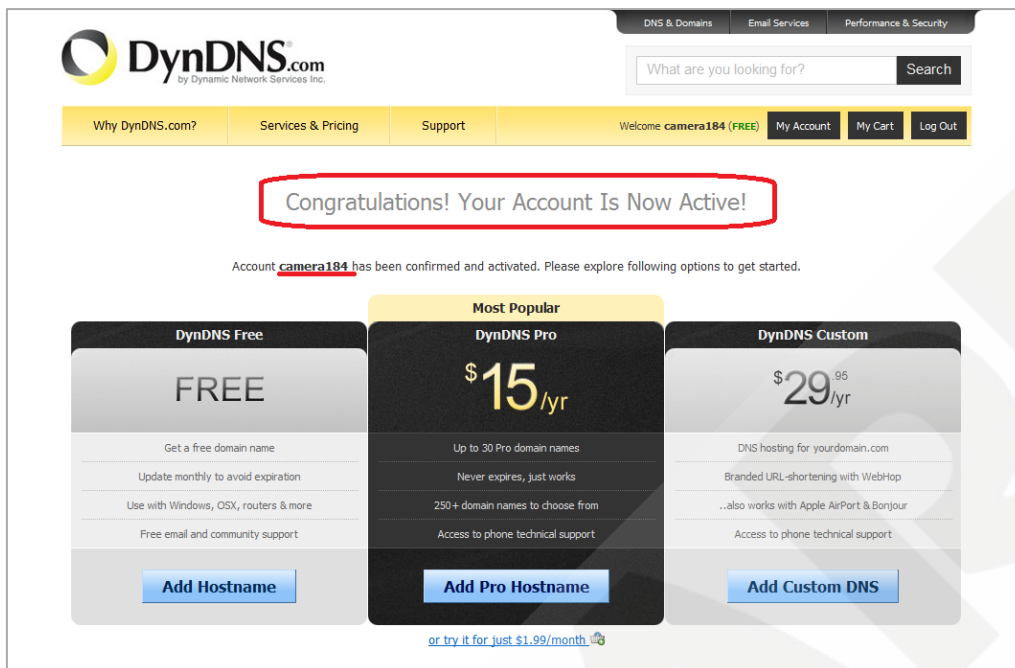 DNS & Domains Email Services Performance & Security
DynDNS.com
by Dynamic Network Services Inc.
What are you looking for? Search
Why DynDNS.com? Services & Pricing Support Welcome camera184 (FREE) My Account My Cart Log Out
Congratulations! Your Account Is Now Active!
Account camera184 has been confirmed and activated. Please explore following options to get started.
Most Popular
DynDNS Free DynDNS Pro DynDNS Custom
FREE $15/yr $29.95/yr
Get a free domain name Up to 30 Pro domain names DNS hosting for yourdomain.com
Update monthly to avoid expiration Never expires, just works Branded URL-shortening with WebHop
Use with Windows, OSX, routers & more 250+ domain names to choose from ..also works with Apple AirPort & Bonjour
Free email and community support Access to phone technical support Access to phone technical support
Add Hostname Add Pro Hostname Add Custom DNS
or try it for just $1.99/month